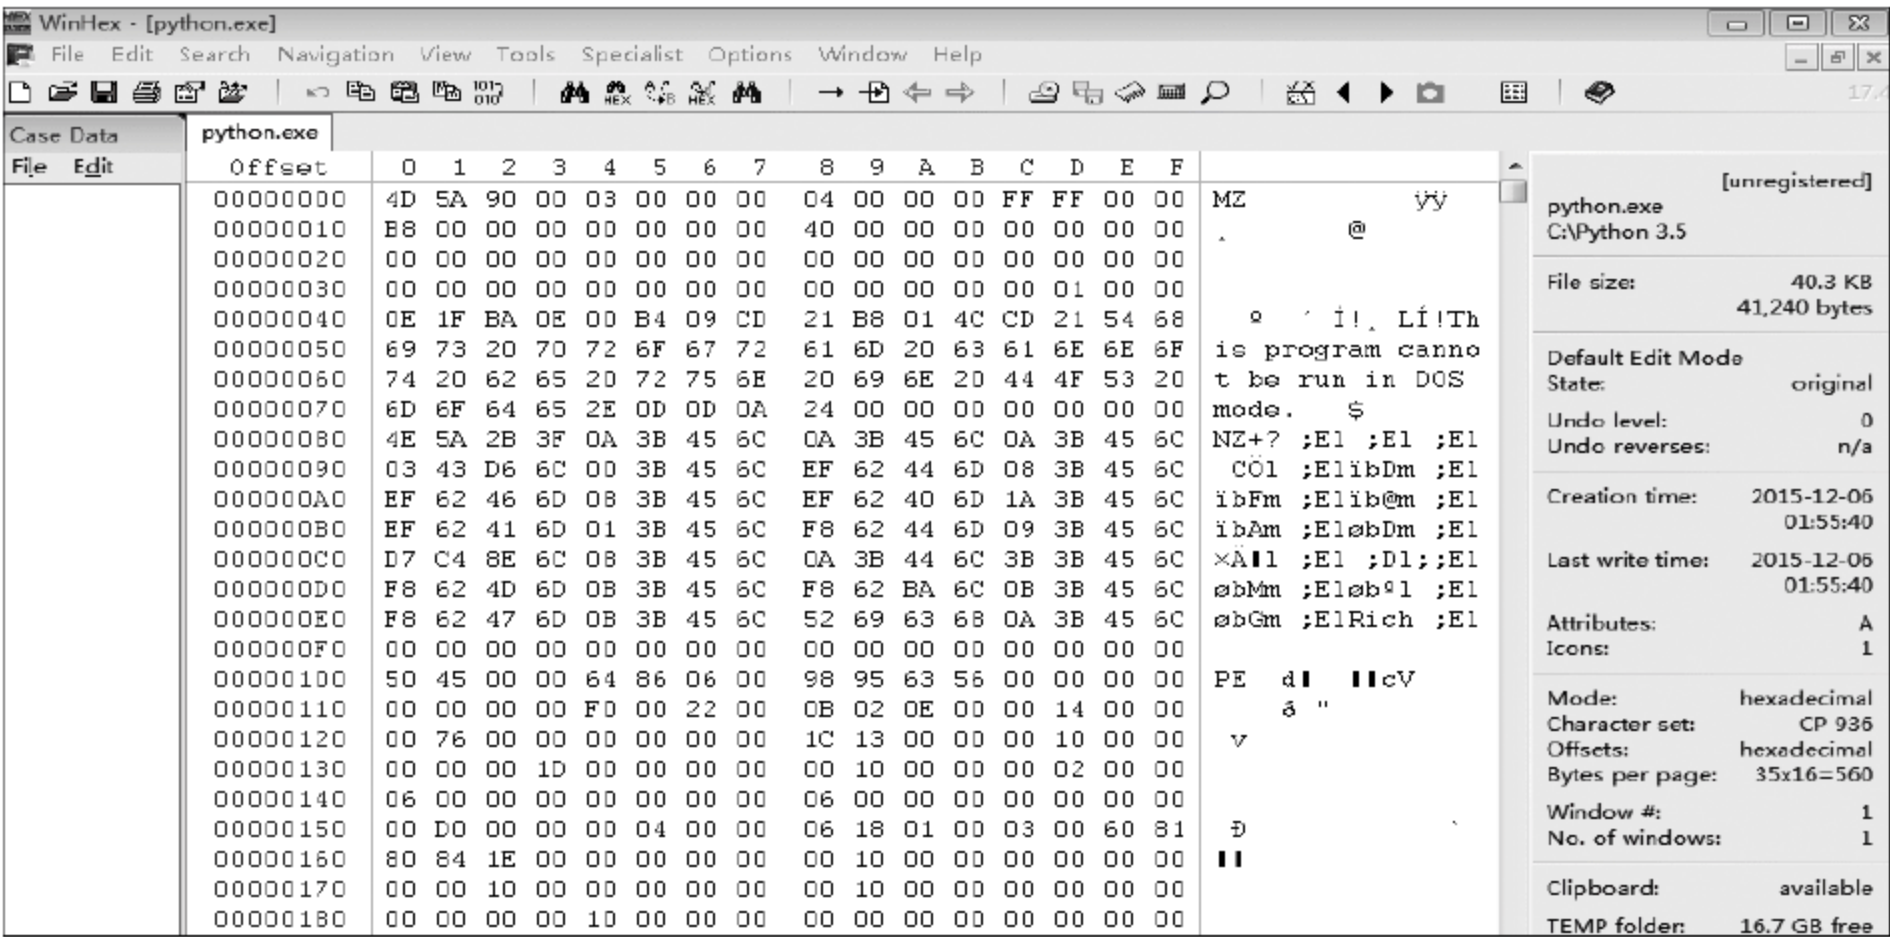 WinHex - [python.exe]
File Edit Search Navigation View Tools Specialist Options Window Help
17.4
Case Data
File Edit
python.exe
Offset 0 1 2 3 4 5 6 7 8 9 A B C D E F
00000000 4D 5A 90 00 03 00 00 00 04 00 00 00 FF FF 00 00 MZ ÿÿ
00000010 B8 00 00 00 00 00 00 00 40 00 00 00 00 00 00 00 ¸ @
00000020 00 00 00 00 00 00 00 00 00 00 00 00 00 00 00 00
00000030 00 00 00 00 00 00 00 00 00 00 00 00 00 01 00 00
00000040 0E 1F BA 0E 00 B4 09 CD 21 B8 01 4C CD 21 54 68 º ´ Í!¸ LÍ!Th
00000050 69 73 20 70 72 6F 67 72 61 6D 20 63 61 6E 6E 6F is program canno
00000060 74 20 62 65 20 72 75 6E 20 69 6E 20 44 4F 53 20 t be run in DOS
00000070 6D 6F 64 65 2E 0D 0D 0A 24 00 00 00 00 00 00 00 mode. $
00000080 4E 5A 2B 3F 0A 3B 45 6C 0A 3B 45 6C 0A 3B 45 6C NZ+? ;El ;El ;El
00000090 03 43 D6 6C 00 3B 45 6C EF 62 44 6D 08 3B 45 6C CÖl ;ElïbDm ;El
000000A0 EF 62 46 6D 08 3B 45 6C EF 62 40 6D 1A 3B 45 6C ïbFm ;Elïb@m ;El
000000B0 EF 62 41 6D 01 3B 45 6C F8 62 44 6D 09 3B 45 6C ïbAm ;EløbDm ;El
000000C0 D7 C4 8E 6C 08 3B 45 6C 0A 3B 44 6C 3B 3B 45 6C ×Ä▮l ;El ;Dl;;El
000000D0 F8 62 4D 6D 0B 3B 45 6C F8 62 BA 6C 0B 3B 45 6C øbMm ;Eløbºl ;El
000000E0 F8 62 47 6D 0B 3B 45 6C 52 69 63 68 0A 3B 45 6C øbGm ;ElRich ;El
000000F0 00 00 00 00 00 00 00 00 00 00 00 00 00 00 00 00
00000100 50 45 00 00 64 86 06 00 98 95 63 56 00 00 00 00 PE d▮ ▮▮cV
00000110 00 00 00 00 F0 00 22 00 0B 02 0E 00 00 14 00 00 ð "
00000120 00 76 00 00 00 00 00 00 1C 13 00 00 00 10 00 00 v
00000130 00 00 00 1D 00 00 00 00 00 10 00 00 00 02 00 00
00000140 06 00 00 00 00 00 00 00 06 00 00 00 00 00 00 00
00000150 00 D0 00 00 00 04 00 00 06 18 01 00 03 00 60 81 Ð `
00000160 80 84 1E 00 00 00 00 00 00 10 00 00 00 00 00 00 ▮▮
00000170 00 00 10 00 00 00 00 00 00 10 00 00 00 00 00 00
00000180 00 00 00 00 10 00 00 00 00 00 00 00 00 00 00 00
[unregistered]
python.exe
C:\Python 3.5
File size: 40.3 KB
41,240 bytes
Default Edit Mode
State: original
Undo level: 0
Undo reverses: n/a
Creation time: 2015-12-06
01:55:40
Last write time: 2015-12-06
01:55:40
Attributes: A
Icons: 1
Mode: hexadecimal
Character set: CP 936
Offsets: hexadecimal
Bytes per page: 35x16=560
Window #: 1
No. of windows: 1
Clipboard: available
TEMP folder: 16.7 GB free